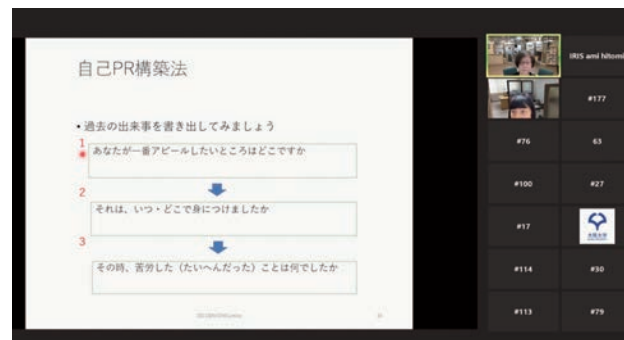 自己PR構築法
•過去の出来事を書き出してみましょう
1
あなたが一番アピールしたいところはどこですか
2
それは、いつ・どこで身につけましたか
3
その時、苦労した（たいへんだった）ことは何でしたか
IRIS ami hitomi
#177
#76
63
#100
#27
#17
#114
#30
#113
#79